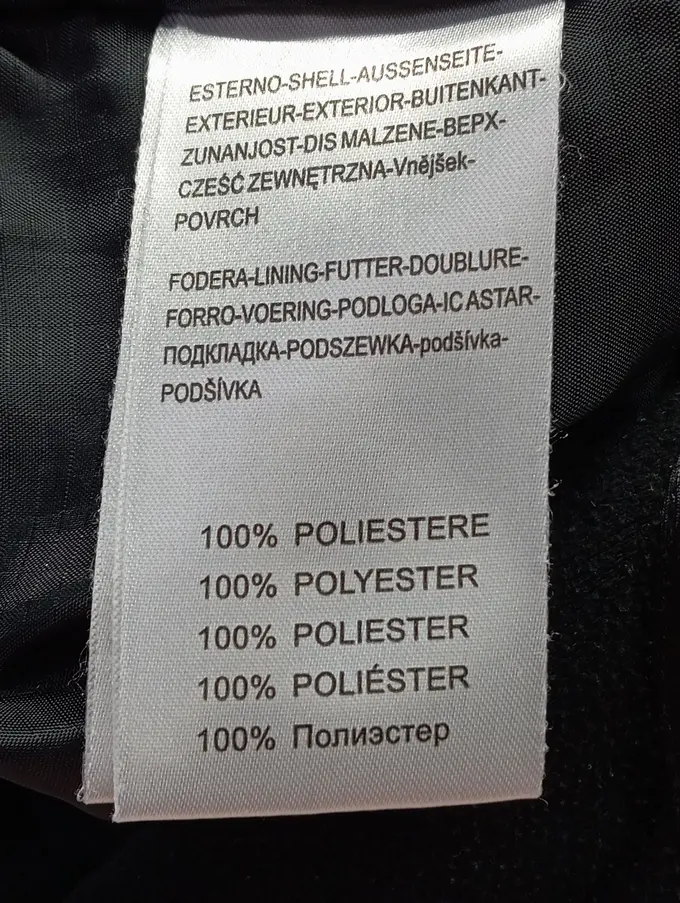 ESTERNO-SHELL-AUSSENSEITE-
EXTERIEUR-EXTERIOR-BUITENKANT-
ZUNANJOST-DIS MALZENE-ВЕРХ-
CZEŚĆ ZEWNĘTRZNA-Vnějšek-
POVRCH
FODERA-LINING-FUTTER-DOUBLURE-
FORRO-VOERING-PODLOGA-IC ASTAR-
ПОДКЛАДКА-PODSZEWKA-podšívka-
PODŠÍVKA
100% POLIESTERE
100% POLYESTER
100% POLIESTER
100% POLIÉSTER
100% Полиэстер